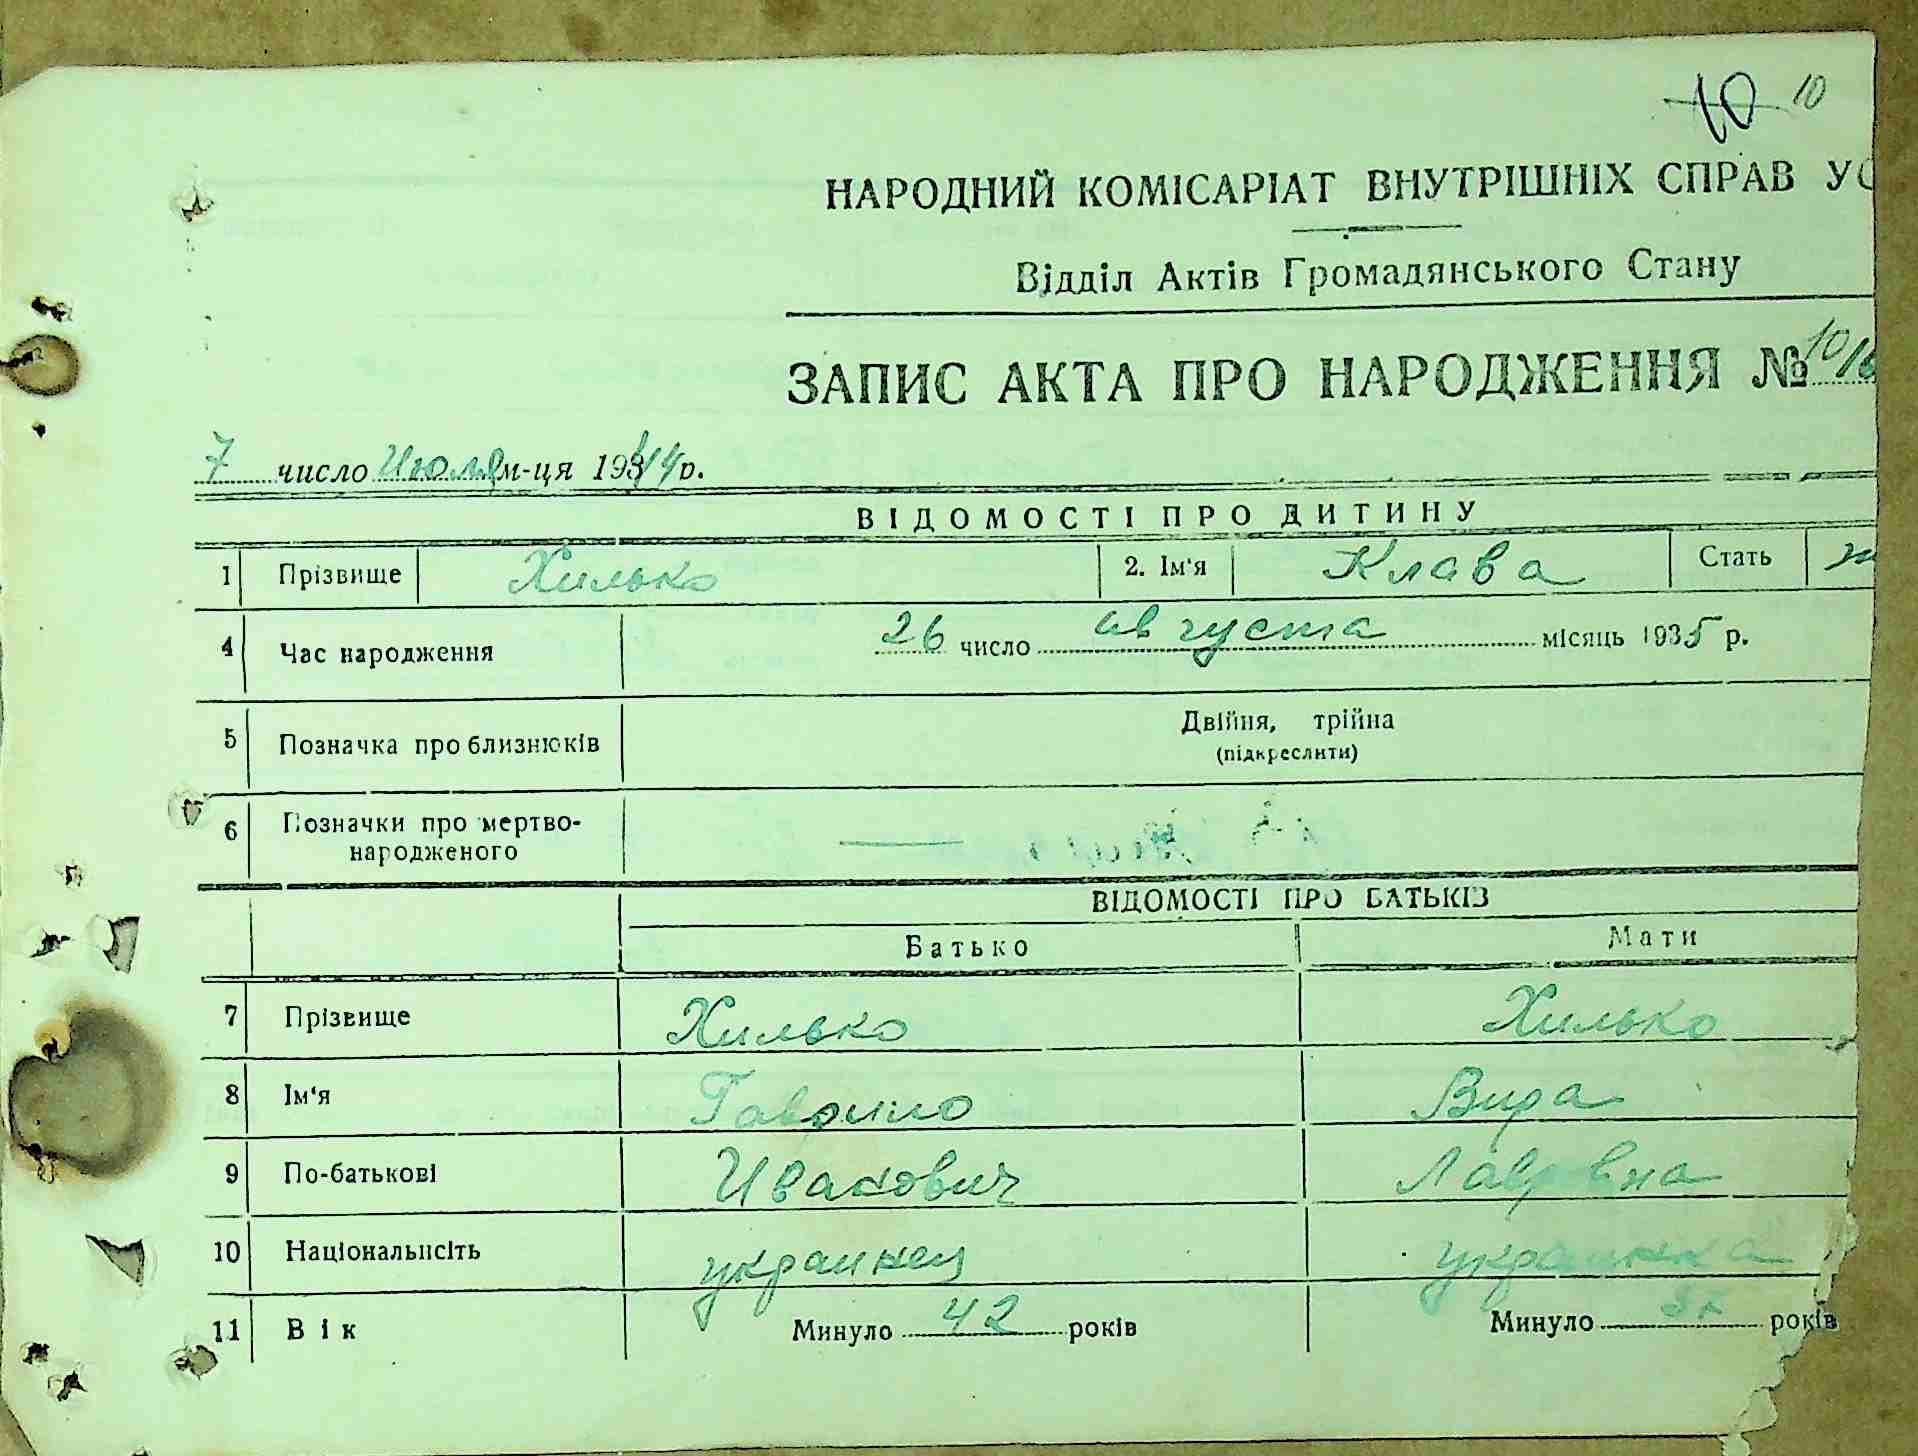 10 10
НАРОДНИЙ КОМІСАРІАТ ВНУТРІШНІХ СПРАВ УС
Відділ Актів Громадянського Стану
ЗАПИС АКТА ПРО НАРОДЖЕННЯ № 10/
7 число Июля м-ця 1944 р.
ВІДОМОСТІ ПРО ДИТИНУ
1 Прізвище Хилько 2. Ім'я Клава Стать ж
4 Час народження 26 число августа місяць 1935 р.
5 Позначка про близнюків Двійня, трійна
(підкреслити)
6 Позначки про мертво-
народженого —
ВІДОМОСТІ ПРО БАТЬКІВ
Батько Мати
7 Прізвище Хилько Хилько
8 Ім'я Гаврило Вира
9 По-батькові Иванович Лавровна
10 Національність украинец украинка
11 Вік Минуло 42 років Минуло років